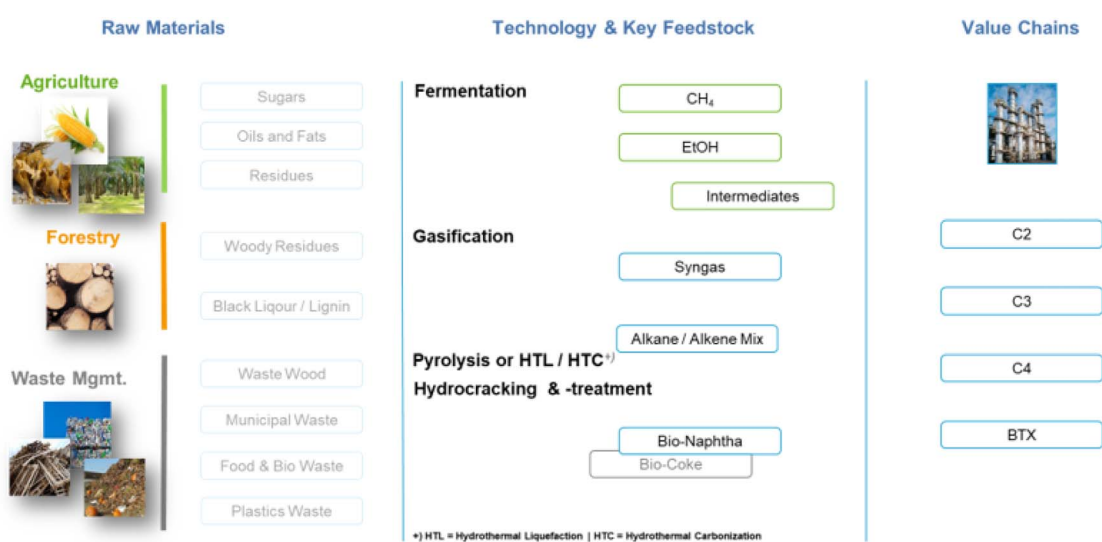 Raw Materials
Technology & Key Feedstock
Value Chains
Agriculture
Sugars
Oils and Fats
Residues
Forestry
Woody Residues
Black Liqour / Lignin
Waste Mgmt.
Waste Wood
Municipal Waste
Food & Bio Waste
Plastics Waste
Fermentation
CH₄
EtOH
Intermediates
Gasification
Syngas
Alkane / Alkene Mix
Pyrolysis or HTL / HTC⁺⁾
Hydrocracking & -treatment
Bio-Naphtha
Bio-Coke
+) HTL = Hydrothermal Liquefaction | HTC = Hydrothermal Carbonization
C2
C3
C4
BTX